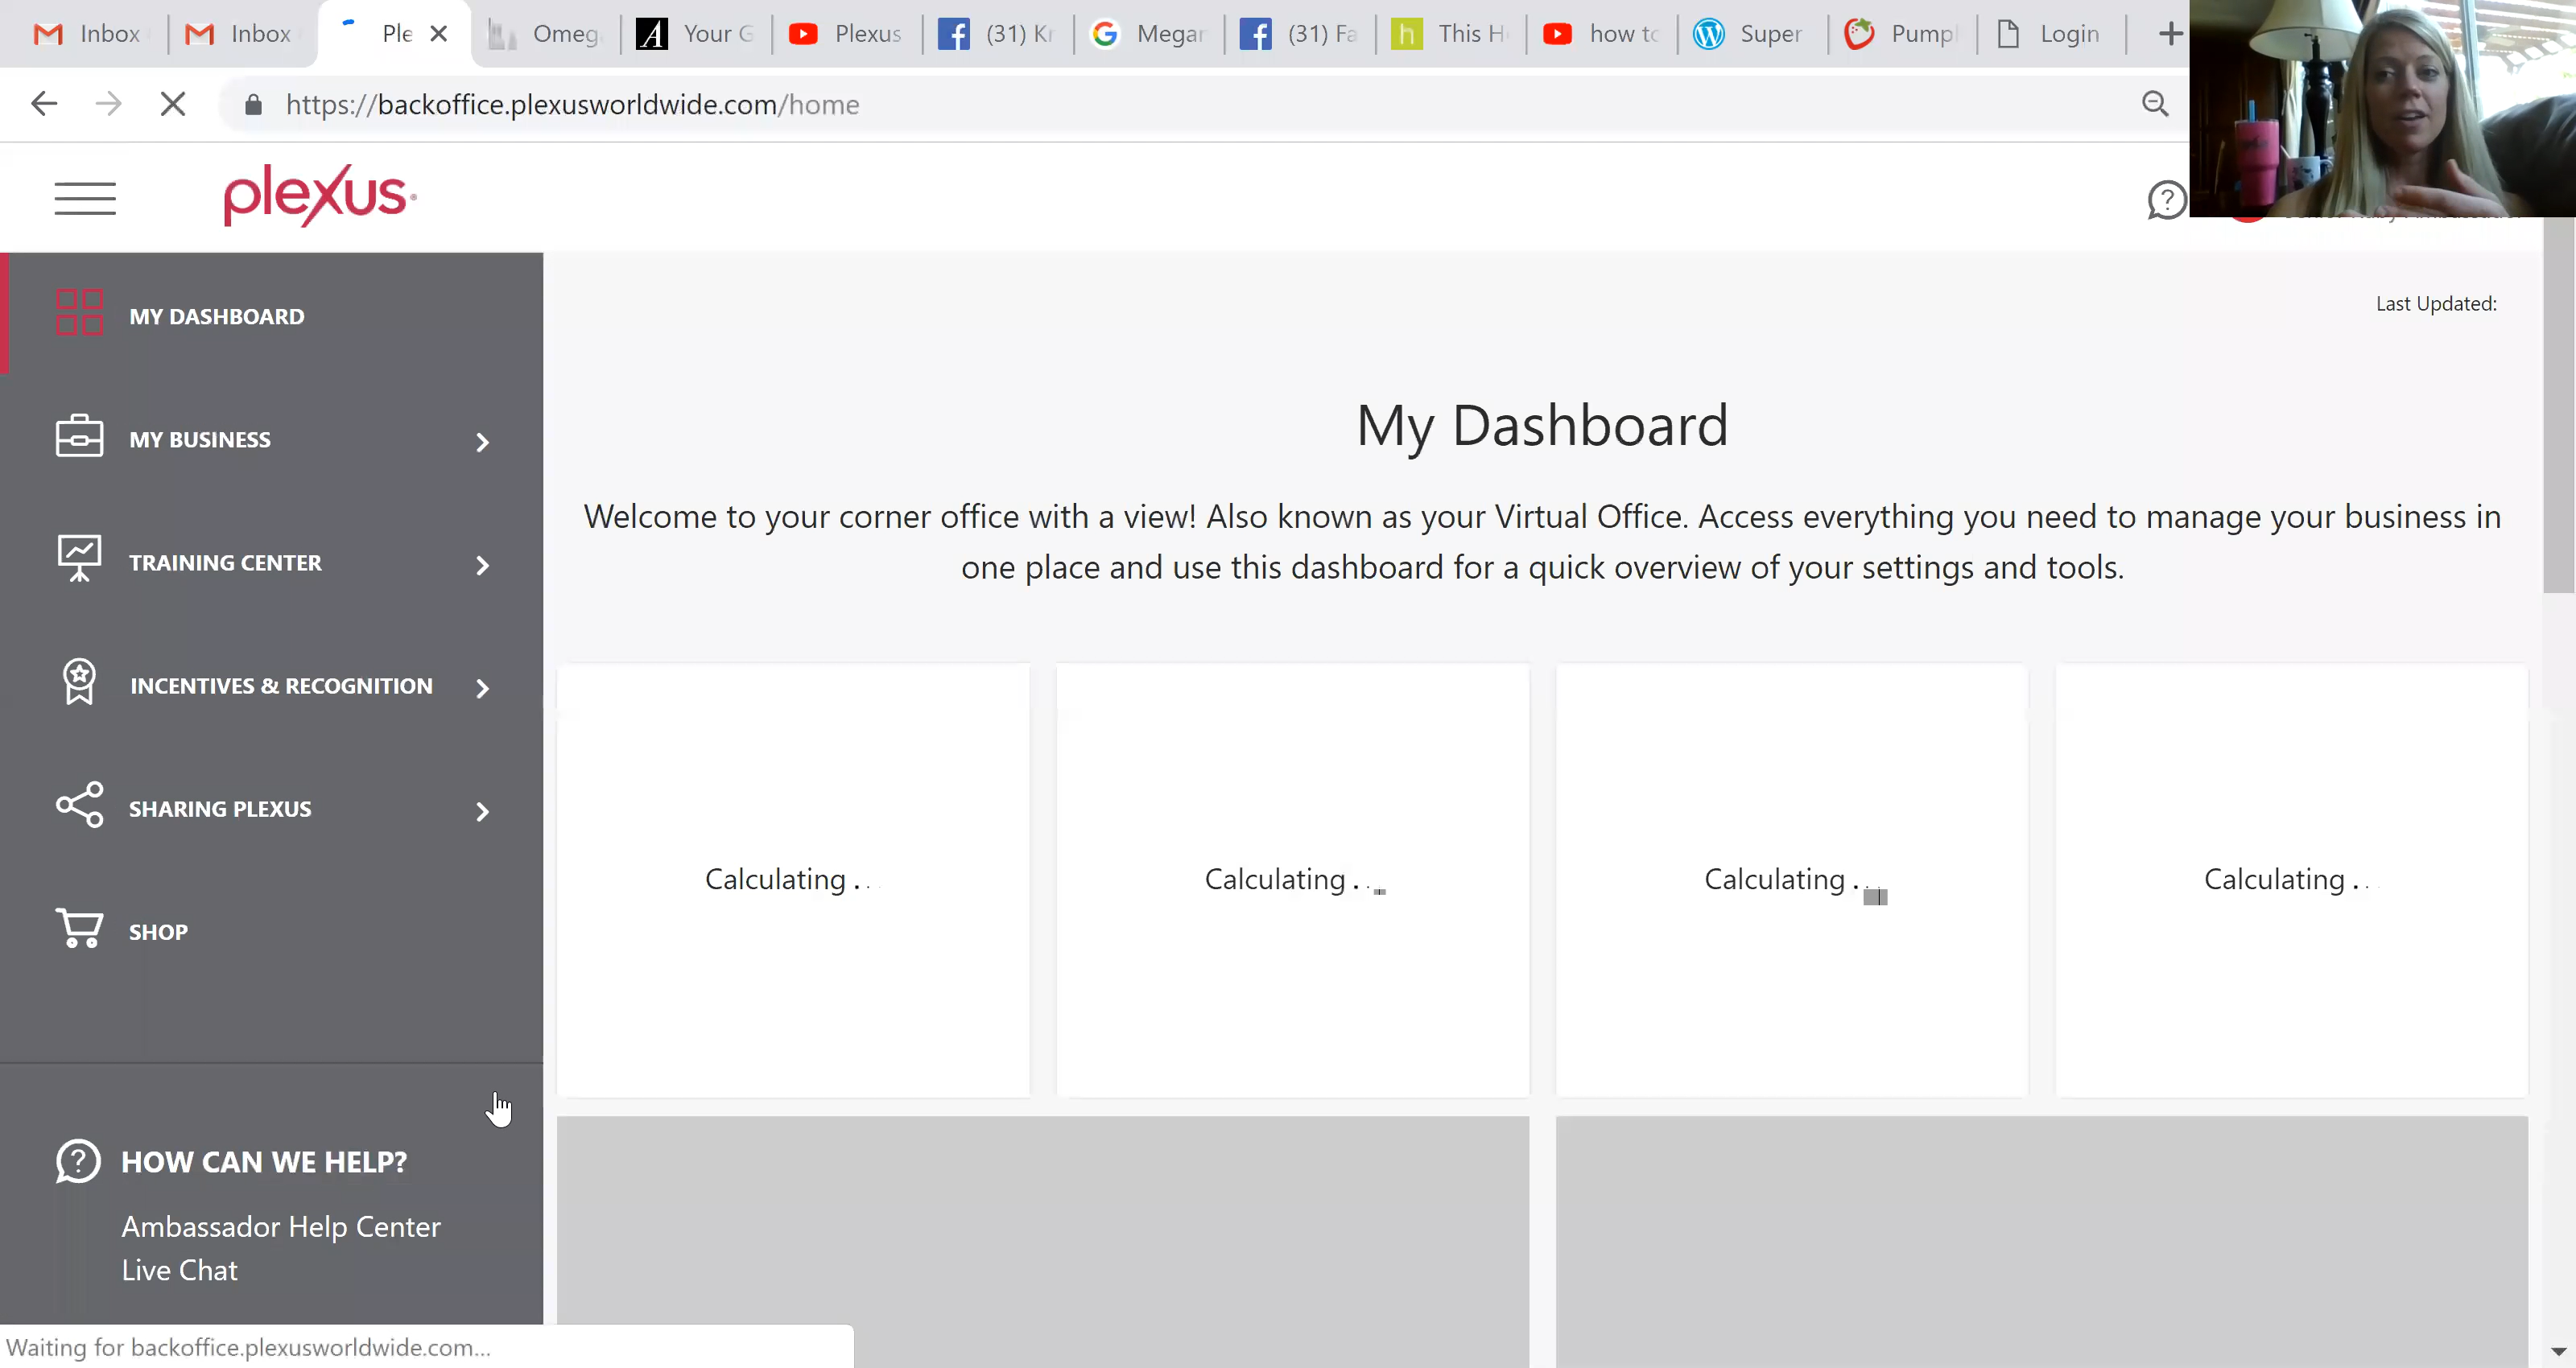 Inbox
Inbox
Ple
Omeg
Your G
Plexus
(31) Kr
Megan
(31) Fa
This H
how to
Super
Pump
Login
https://backoffice.plexusworldwide.com/home
plexus
Last Updated:
MY DASHBOARD
My Dashboard
MY BUSINESS
Welcome to your corner office with a view! Also known as your Virtual Office. Access everything you need to manage your business in
one place and use this dashboard for a quick overview of your settings and tools.
TRAINING CENTER
INCENTIVES & RECOGNITION
SHARING PLEXUS
Calculating . . .
Calculating . . .
Calculating . . .
Calculating . . .
SHOP
HOW CAN WE HELP?
Ambassador Help Center
Live Chat
Waiting for backoffice.plexusworldwide.com...